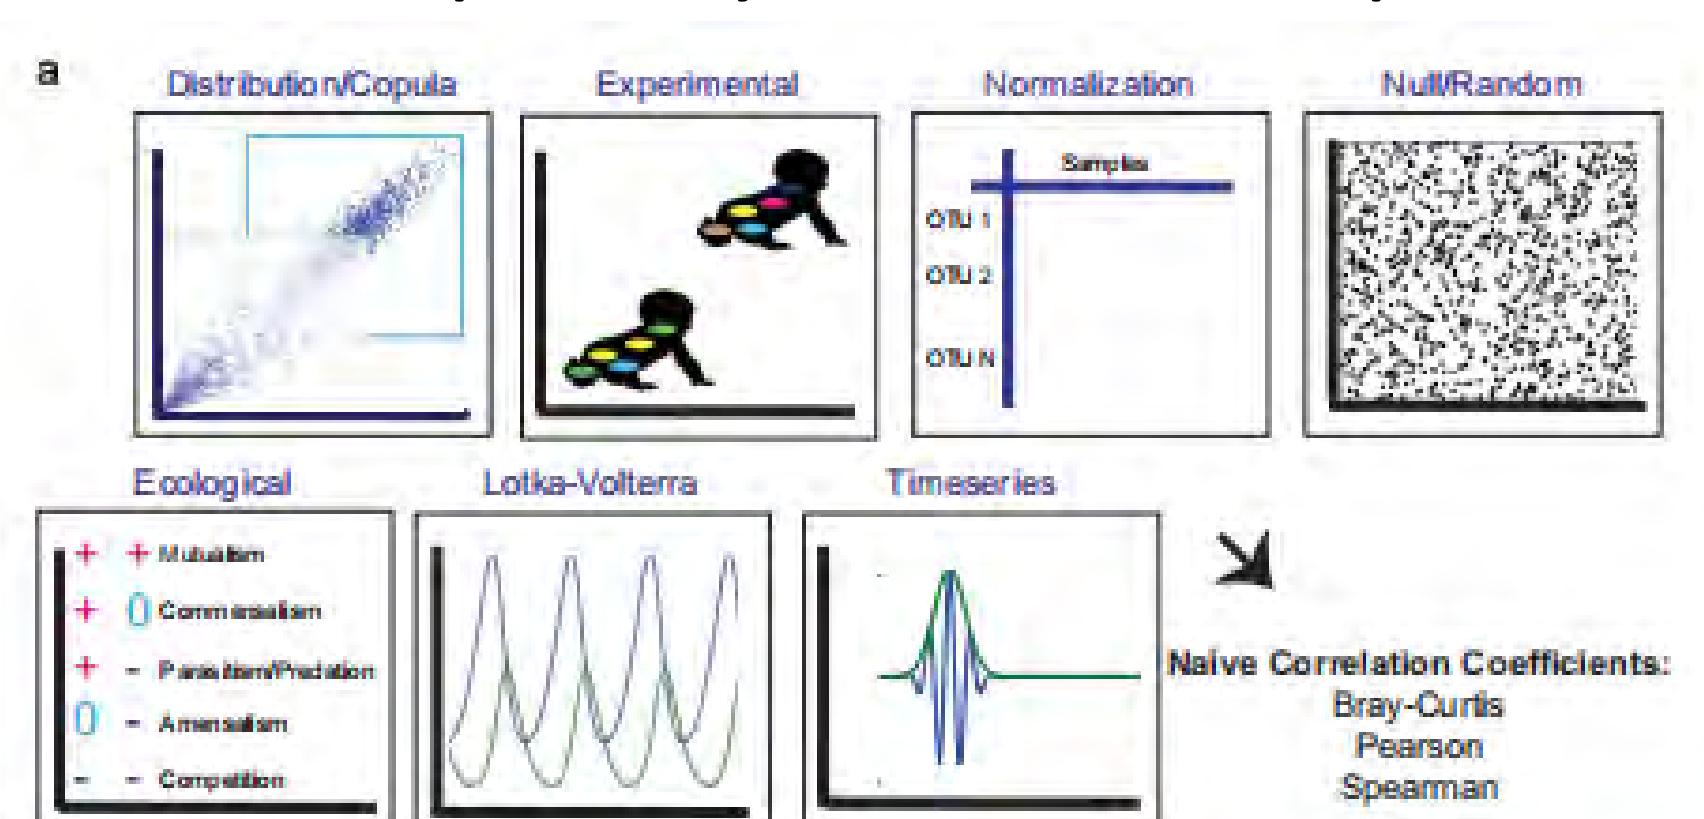 a
Distribution/Copula
Experimental
Normalization
Null/Random
Samples
OTU 1
OTU 2
OTU N
Ecological
Lotka-Volterra
Timeseries
+ + Mutualism
+ 0 Commensalism
+ - Parasitism/Predation
0 - Amensalism
- - Competition
Naïve Correlation Coefficients:
Bray-Curtis
Pearson
Spearman